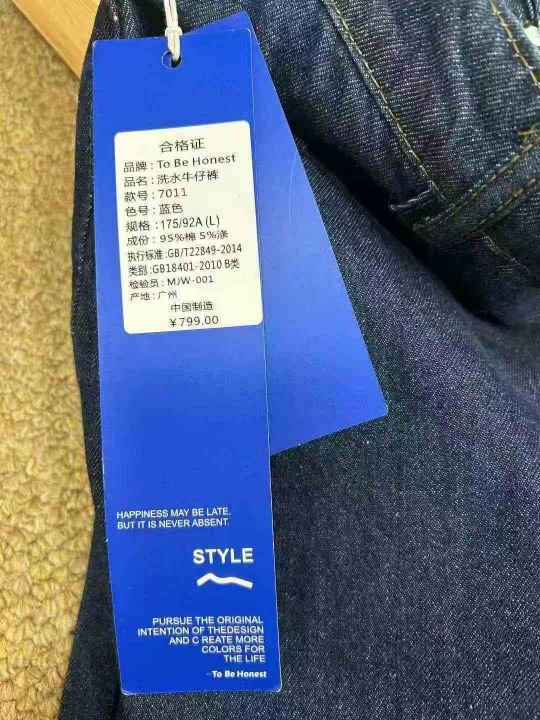 合格证
品牌：To Be Honest
品名：洗水牛仔裤
款号：7011
色号：蓝色
规格：175/92A (L)
成份：95%棉 5%涤
执行标准:GB/T22849-2014
类别:GB18401-2010 B类
检验员：MJW-001
产地：广州
中国制造
￥799.00
HAPPINESS MAY BE LATE,
BUT IT IS NEVER ABSENT.
STYLE
PURSUE THE ORIGINAL
INTENTION OF THEDESIGN
AND C REATE MORE
COLORS FOR
THE LIFE
—To Be Honest